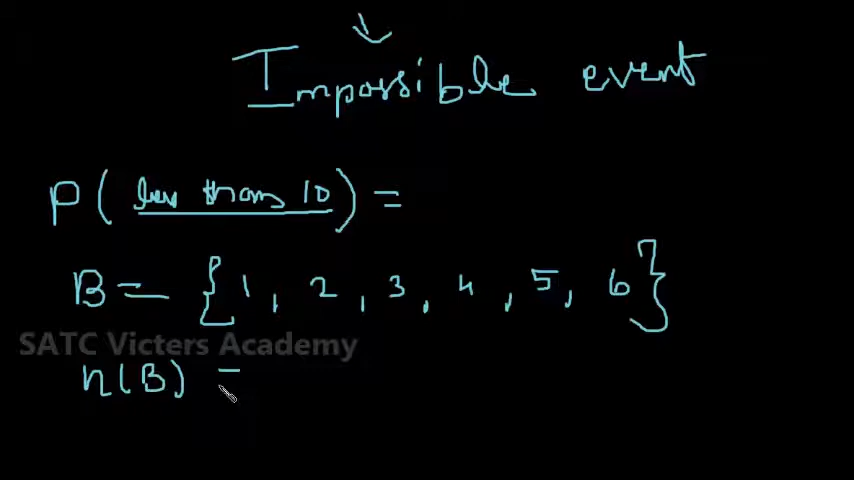 Impossible event
P( less than 10 ) =
B = { 1 , 2 , 3 , 4 , 5 , 6 }
SATC Victers Academy
n(B) =